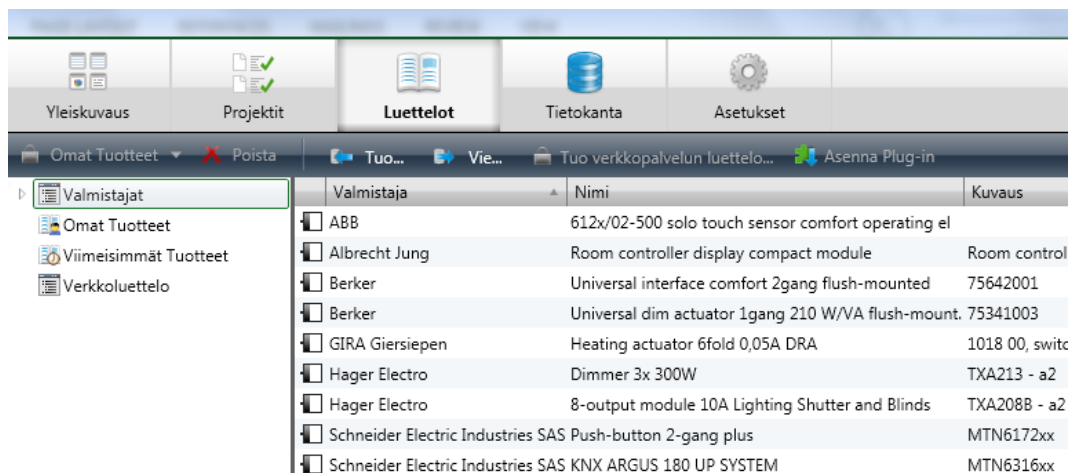 Yleiskuvaus Projektit Luettelot Tietokanta Asetukset
Omat Tuotteet Poista Tuo... Vie... Tuo verkkopalvelun luettelo... Asenna Plug-in
Valmistajat
Omat Tuotteet
Viimeisimmät Tuotteet
Verkkoluettelo
Valmistaja Nimi Kuvaus
ABB 612x/02-500 solo touch sensor comfort operating el
Albrecht Jung Room controller display compact module Room control
Berker Universal interface comfort 2gang flush-mounted 75642001
Berker Universal dim actuator 1gang 210 W/VA flush-mount. 75341003
GIRA Giersiepen Heating actuator 6fold 0,05A DRA 1018 00, switc
Hager Electro Dimmer 3x 300W TXA213 - a2
Hager Electro 8-output module 10A Lighting Shutter and Blinds TXA208B - a2
Schneider Electric Industries SAS Push-button 2-gang plus MTN6172xx
Schneider Electric Industries SAS KNX ARGUS 180 UP SYSTEM MTN6316xx